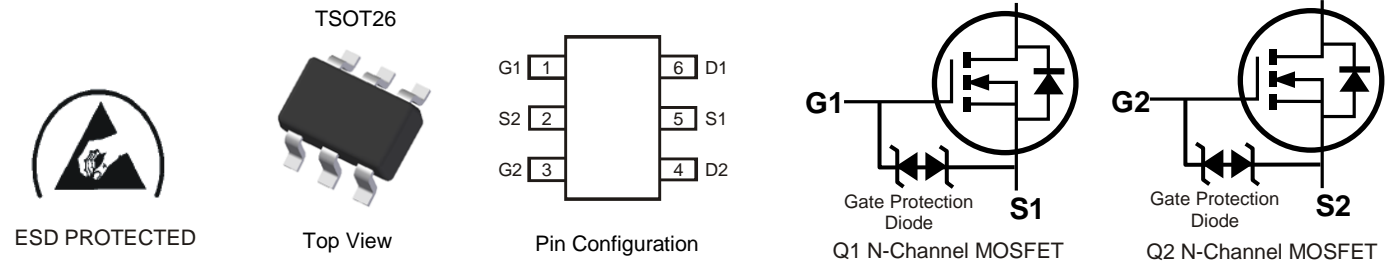 TSOT26
ESD PROTECTED
Top View
G1 1 6 D1
S2 2 5 S1
G2 3 4 D2
Pin Configuration
G1
Gate Protection
Diode
S1
Q1 N-Channel MOSFET
G2
Gate Protection
Diode
S2
Q2 N-Channel MOSFET